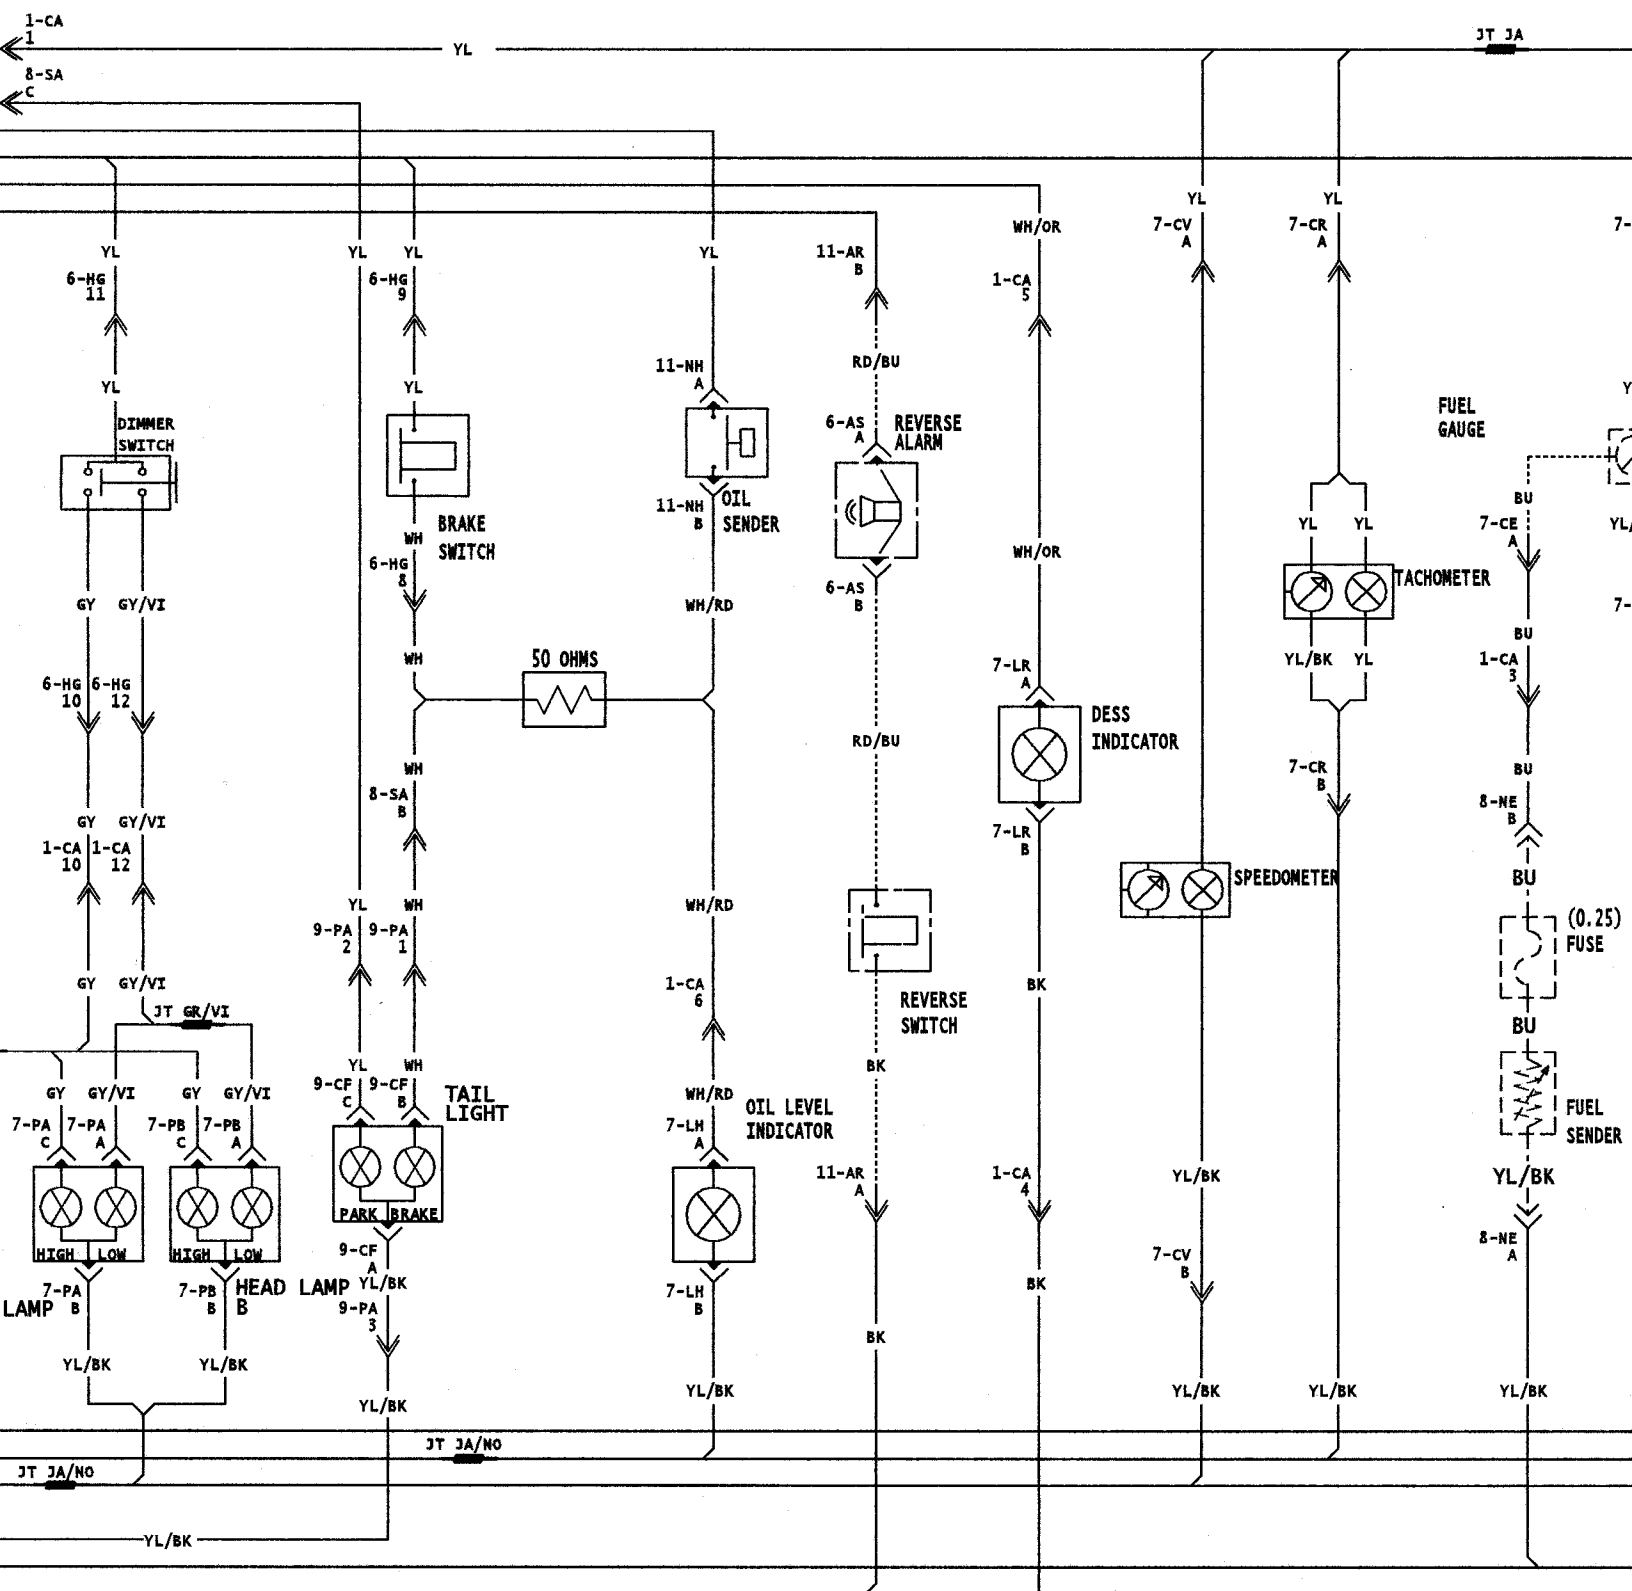 1-CA
1
YL
JT JA
8-SA
C
YL
6-HG
11
YL
YL
6-HG
9
YL
11-AR
B
WH/OR
1-CA
5
YL
7-CV
A
YL
7-CR
A
7-
YL
YL
11-NH
A
RD/BU
DIMMER
SWITCH
6-AS
A
REVERSE
ALARM
FUEL
GAUGE
Y
BRAKE
SWITCH
WH
6-HG
8
11-NH
B
OIL
SENDER
6-AS
B
WH/OR
YL
YL
TACHOMETER
BU
7-CE
A
YL/
7-
GY
GY/VI
WH/RD
BU
WH
50 OHMS
7-LR
A
YL/BK
YL
1-CA
3
6-HG
10
6-HG
12
DESS
INDICATOR
RD/BU
WH
8-SA
B
7-CR
B
BU
8-NE
B
GY
GY/VI
1-CA
10
1-CA
12
7-LR
B
SPEEDOMETER
BU
YL
WH
WH/RD
9-PA
2
9-PA
1
(0.25)
FUSE
GY
GY/VI
1-CA
6
BK
REVERSE
SWITCH
JT GR/VI
BU
YL
WH
BK
GY
GY/VI
GY
GY/VI
9-CF
C
9-CF
B
TAIL
LIGHT
WH/RD
OIL LEVEL
INDICATOR
FUEL
SENDER
7-PA
C
7-PA
A
7-PB
C
7-PB
A
7-LH
A
11-AR
A
1-CA
4
YL/BK
YL/BK
PARK
BRAKE
HIGH
LOW
HIGH
LOW
9-CF
A
YL/BK
7-CV
B
8-NE
A
LAMP
7-PA
B
7-PB
B
HEAD LAMP
B
9-PA
3
7-LH
B
BK
BK
YL/BK
YL/BK
YL/BK
YL/BK
YL/BK
YL/BK
YL/BK
JT JA/NO
JT JA/NO
YL/BK